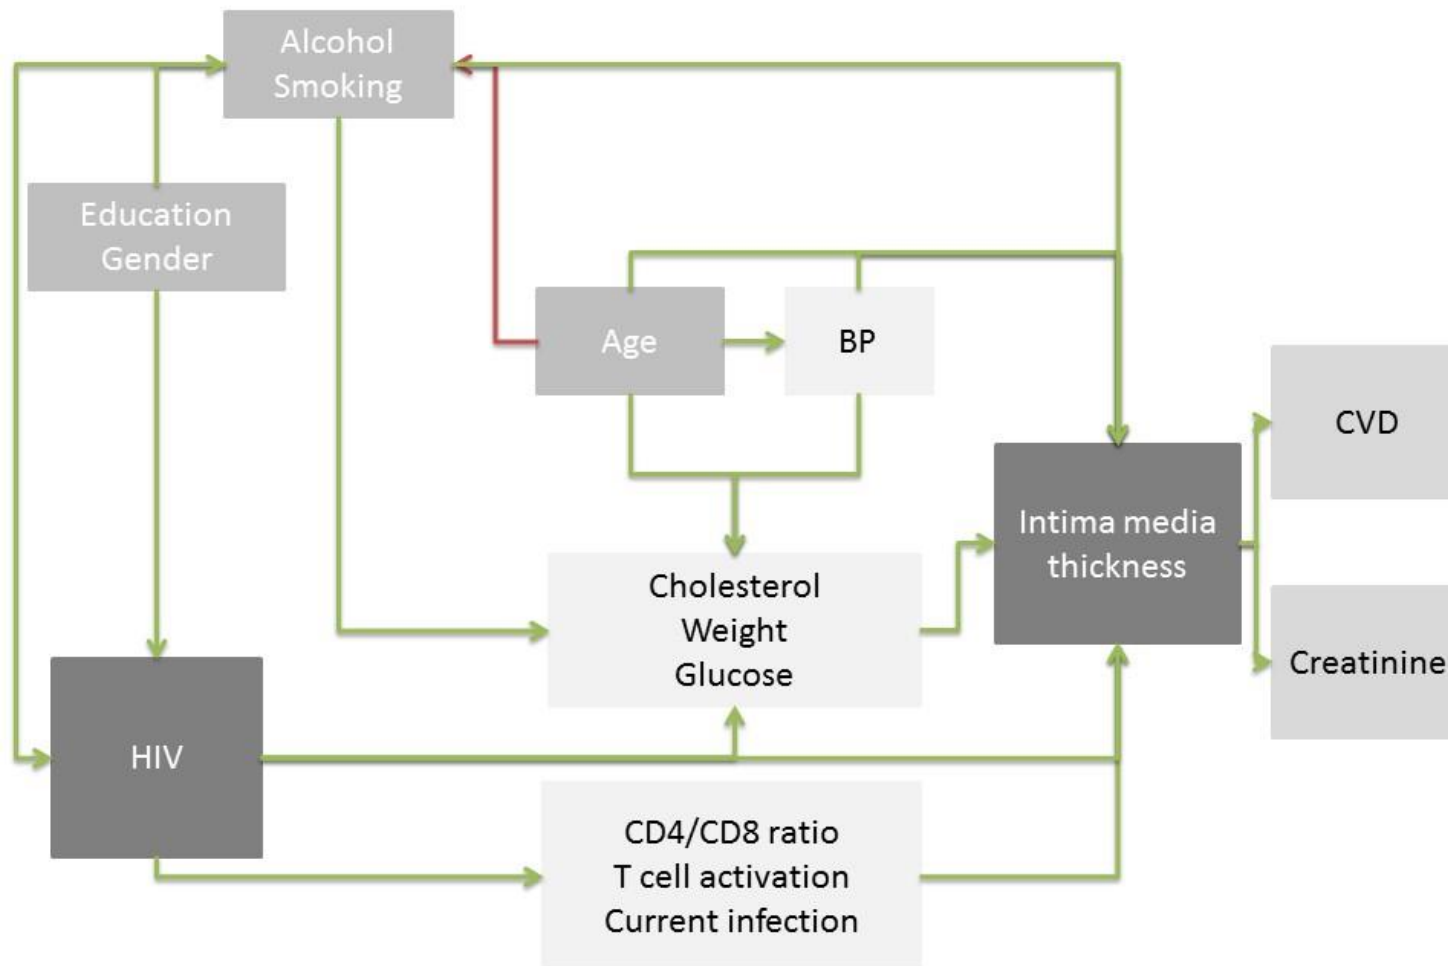 Alcohol
Smoking
Education
Gender
Age
BP
CVD
Intima media
thickness
Cholesterol
Weight
Glucose
Creatinine
HIV
CD4/CD8 ratio
T cell activation
Current infection